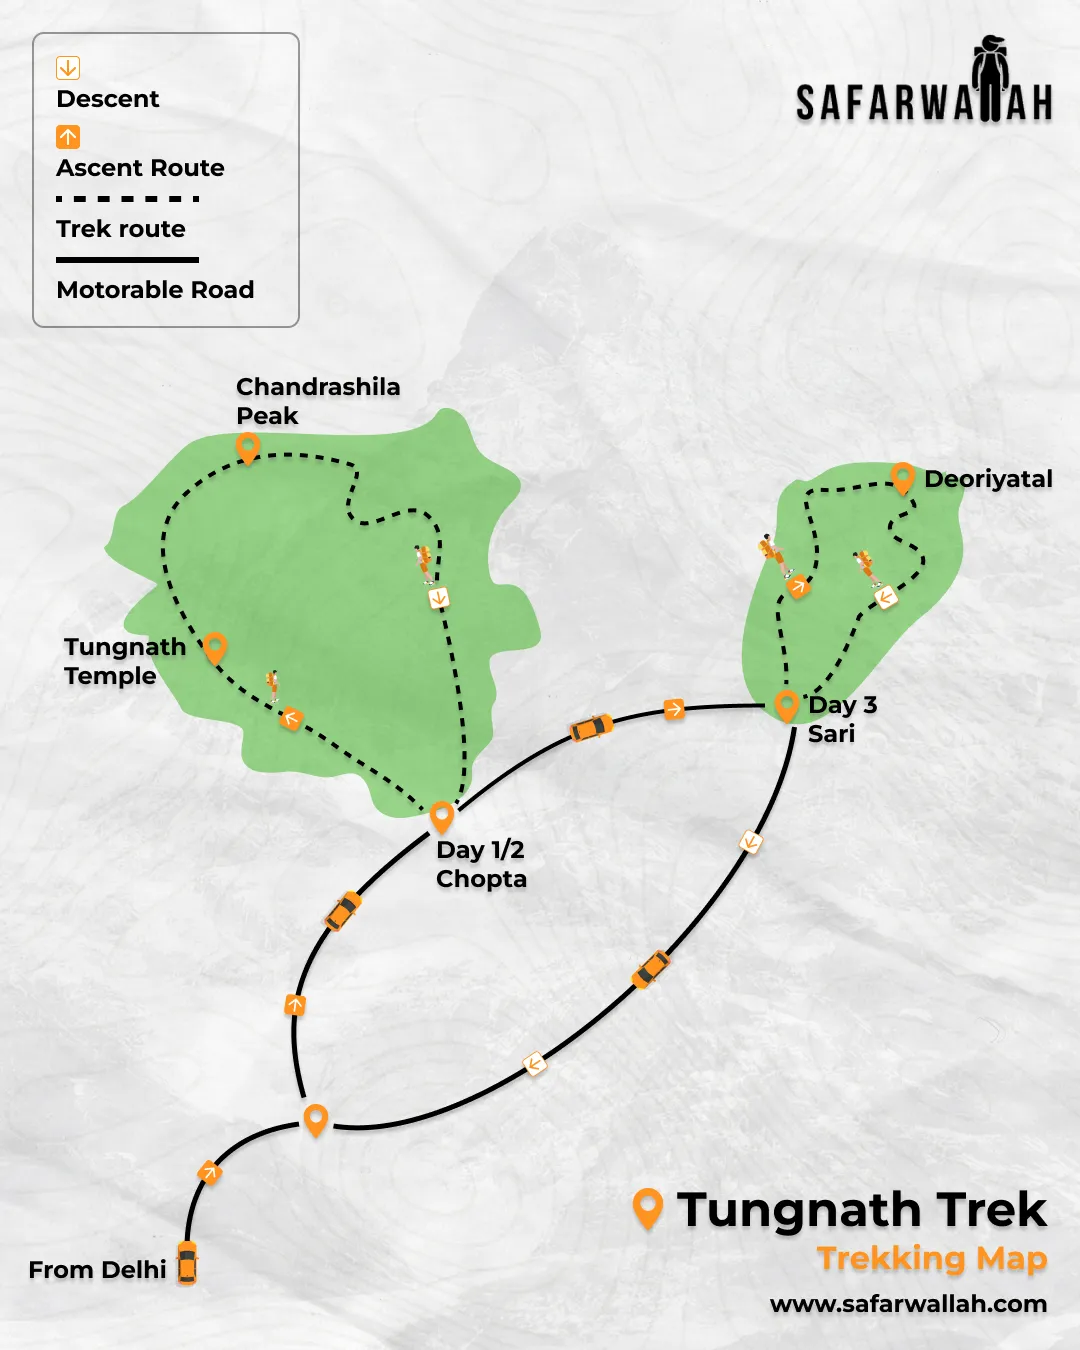 Descent
Ascent Route
Trek route
Motorable Road
SAFARWALLAH
Chandrashila
Peak
Deoriyatal
Tungnath
Temple
Day 3
Sari
Day 1/2
Chopta
From Delhi
Tungnath Trek
Trekking Map
www.safarwallah.com